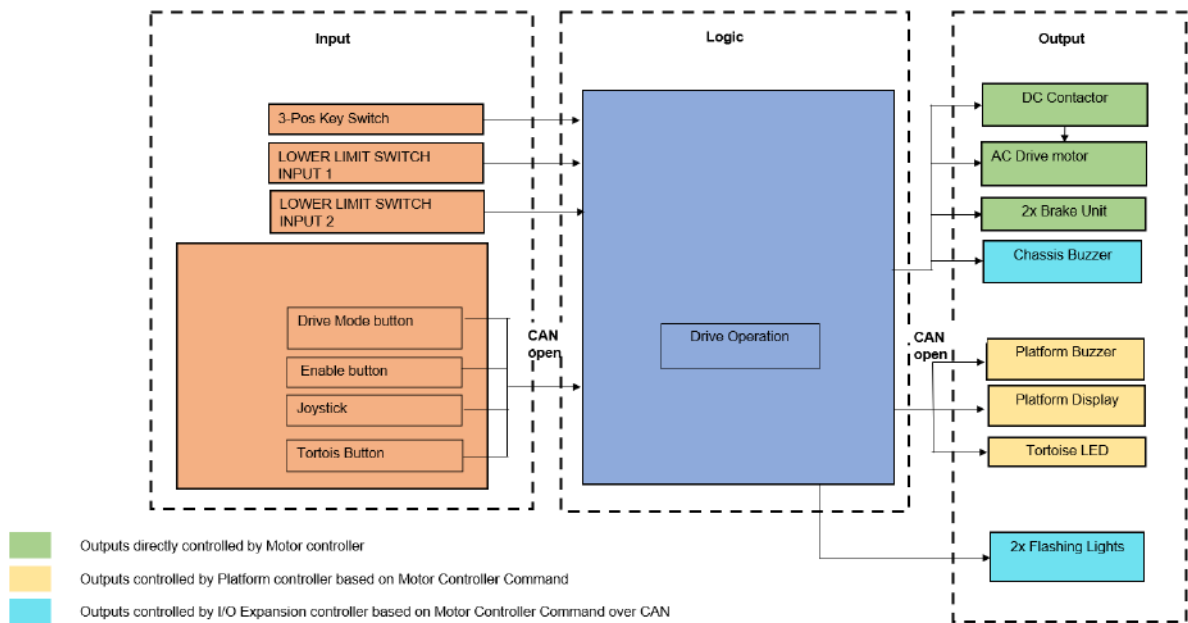 Input
Logic
Output
3-Pos Key Switch
LOWER LIMIT SWITCH
INPUT 1
LOWER LIMIT SWITCH
INPUT 2
Drive Mode button
Enable button
Joystick
Tortois Button
CAN
open
Drive Operation
CAN
open
DC Contactor
AC Drive motor
2x Brake Unit
Chassis Buzzer
Platform Buzzer
Platform Display
Tortoise LED
2x Flashing Lights
Outputs directly controlled by Motor controller
Outputs controlled by Platform controller based on Motor Controller Command
Outputs controlled by I/O Expansion controller based on Motor Controller Command over CAN